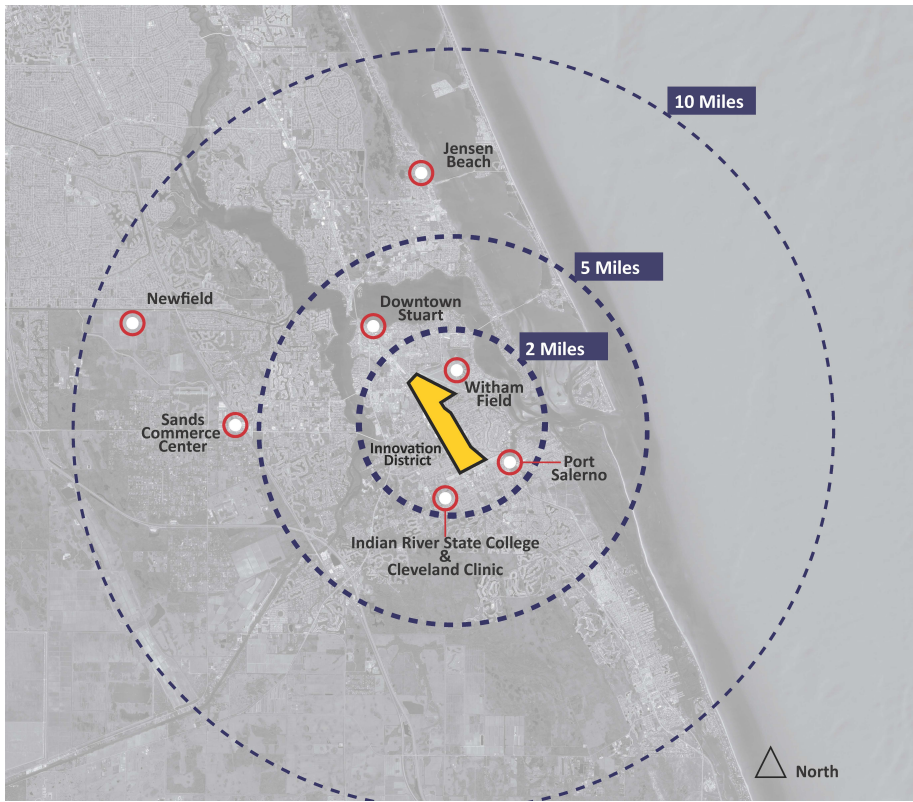 10 Miles
Jensen
Beach
5 Miles
Newfield
Downtown
Stuart
2 Miles
Witham
Field
Sands
Commerce
Center
Innovation
District
Port
Salerno
Indian River State College
&
Cleveland Clinic
North